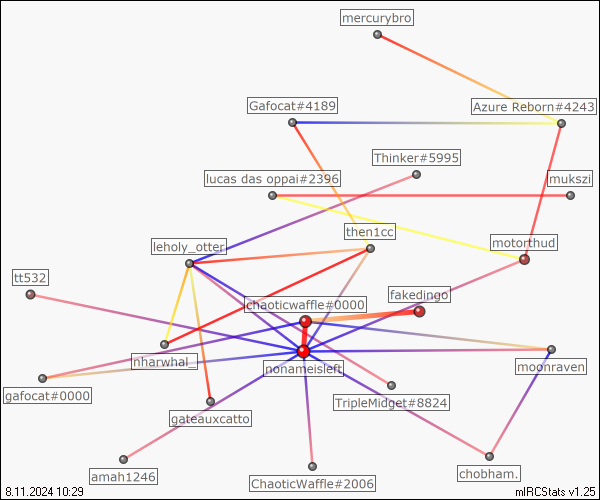 mercurybro
Gafocat#4189
Azure Reborn#4243
Thinker#5995
lucas das oppai#2396
mukszi
then1cc
leholy_otter
motorthud
tt532
chaoticwaffle#0000
fakedingo
nharwhal_
nonameisleft
moonraven
gafocat#0000
TripleMidget#8824
gateauxcatto
amah1246
ChaoticWaffle#2006
chobham.
8.11.2024 10:29
mIRCStats v1.25